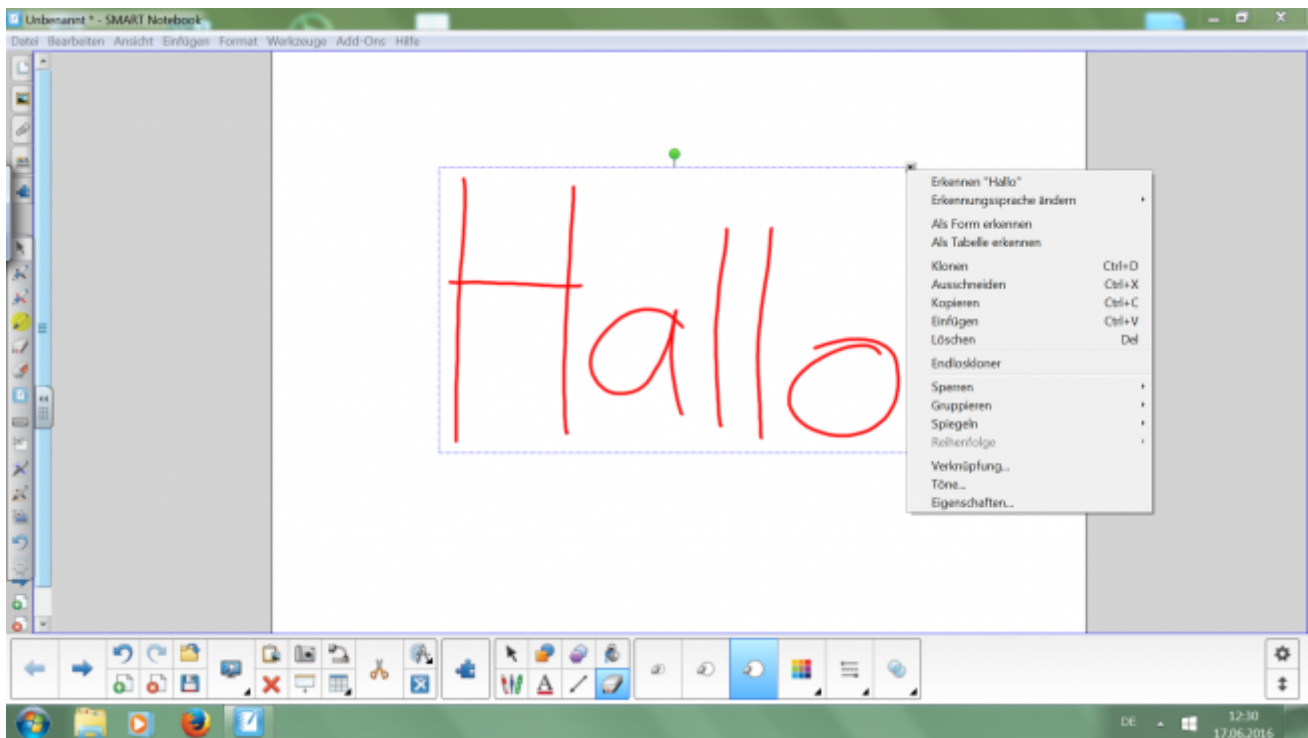 Unbenannt * - SMART Notebook
Datei Bearbeiten Ansicht Einfügen Format Werkzeuge Add-Ons Hilfe
Hallo
Erkennen "Hallo"
Erkennungssprache ändern
Als Form erkennen
Als Tabelle erkennen
Klonen Ctrl+D
Ausschneiden Ctrl+X
Kopieren Ctrl+C
Einfügen Ctrl+V
Löschen Del
Endloskloner
Sperren
Gruppieren
Spiegeln
Reihenfolge
Verknüpfung...
Töne...
Eigenschaften...
A
DE
12:30
17.06.2016